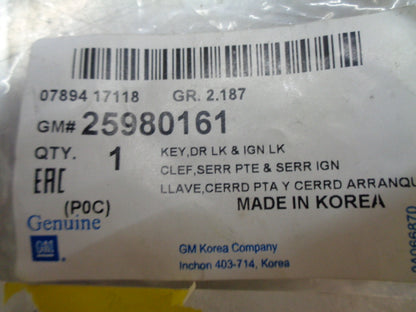 07894 17118 GR. 2.187
GM# 25980161
QTY. 1 KEY,DR LK & IGN LK
CLEF,SERR PTE & SERR IGN
LLAVE,CERRD PTA Y CERRD ARRANQU
EAC
(P0C) MADE IN KOREA
Genuine
GM
GM Korea Company
Inchon 403-714, Korea